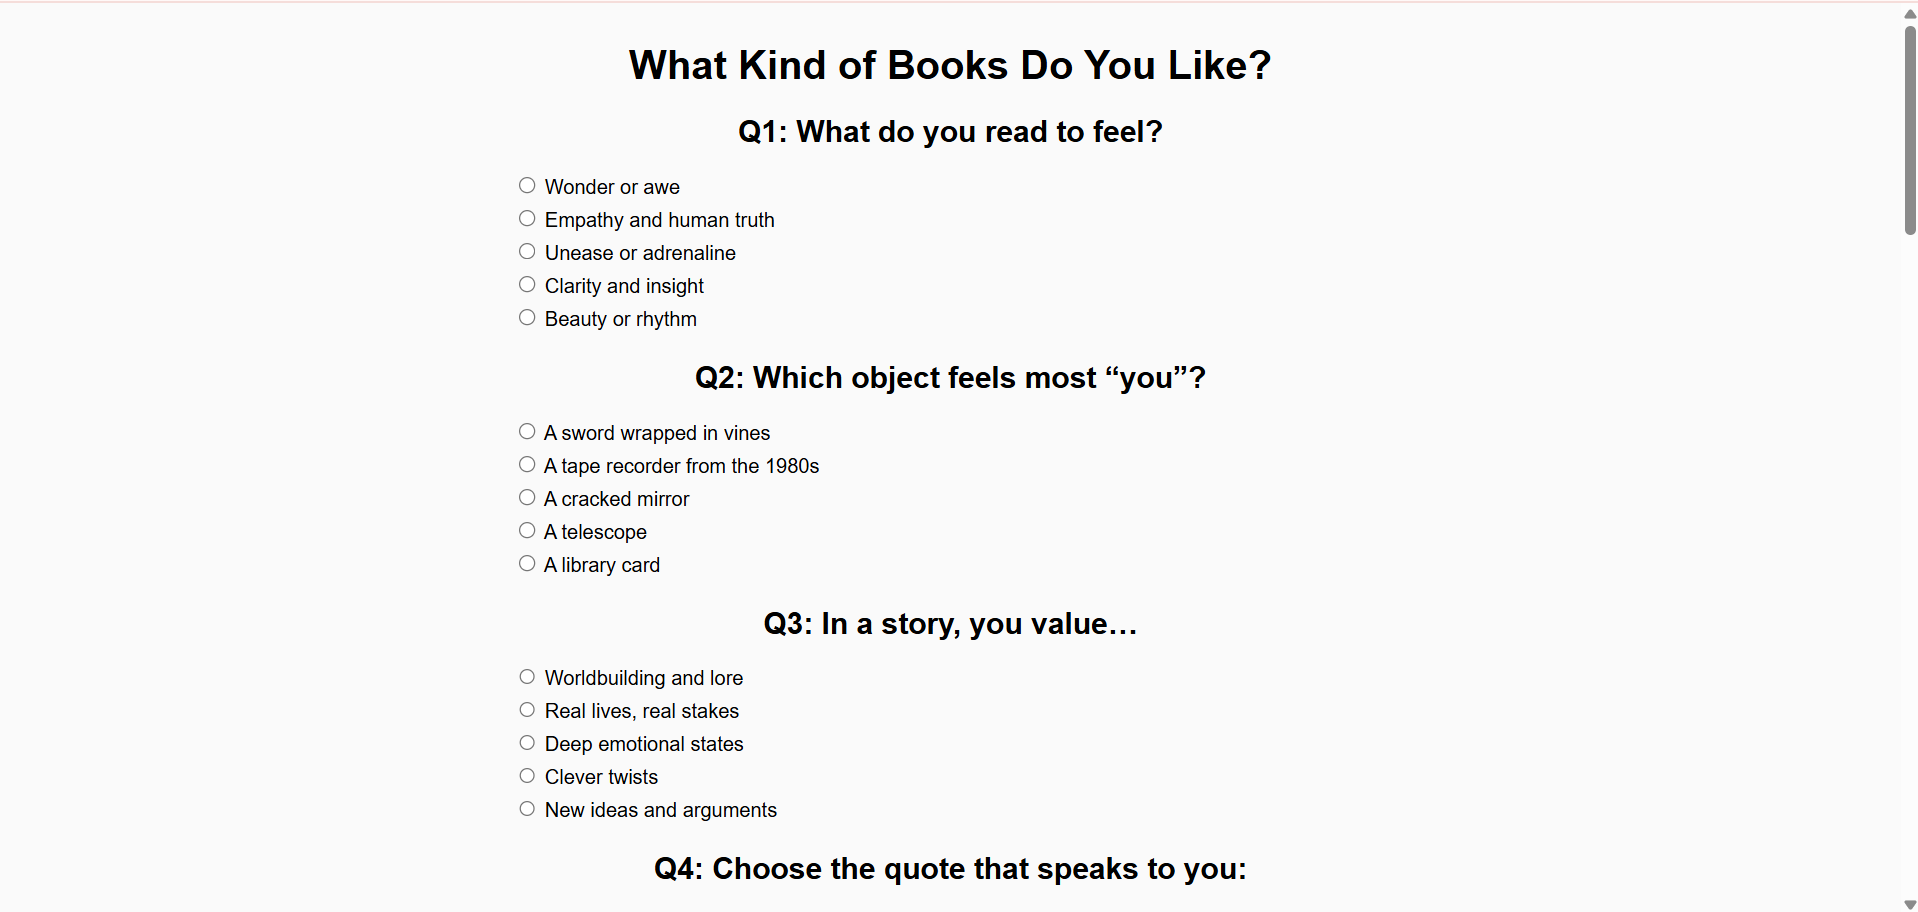 What Kind of Books Do You Like?
Q1: What do you read to feel?
Wonder or awe
Empathy and human truth
Unease or adrenaline
Clarity and insight
Beauty or rhythm
Q2: Which object feels most “you”?
A sword wrapped in vines
A tape recorder from the 1980s
A cracked mirror
A telescope
A library card
Q3: In a story, you value…
Worldbuilding and lore
Real lives, real stakes
Deep emotional states
Clever twists
New ideas and arguments
Q4: Choose the quote that speaks to you: